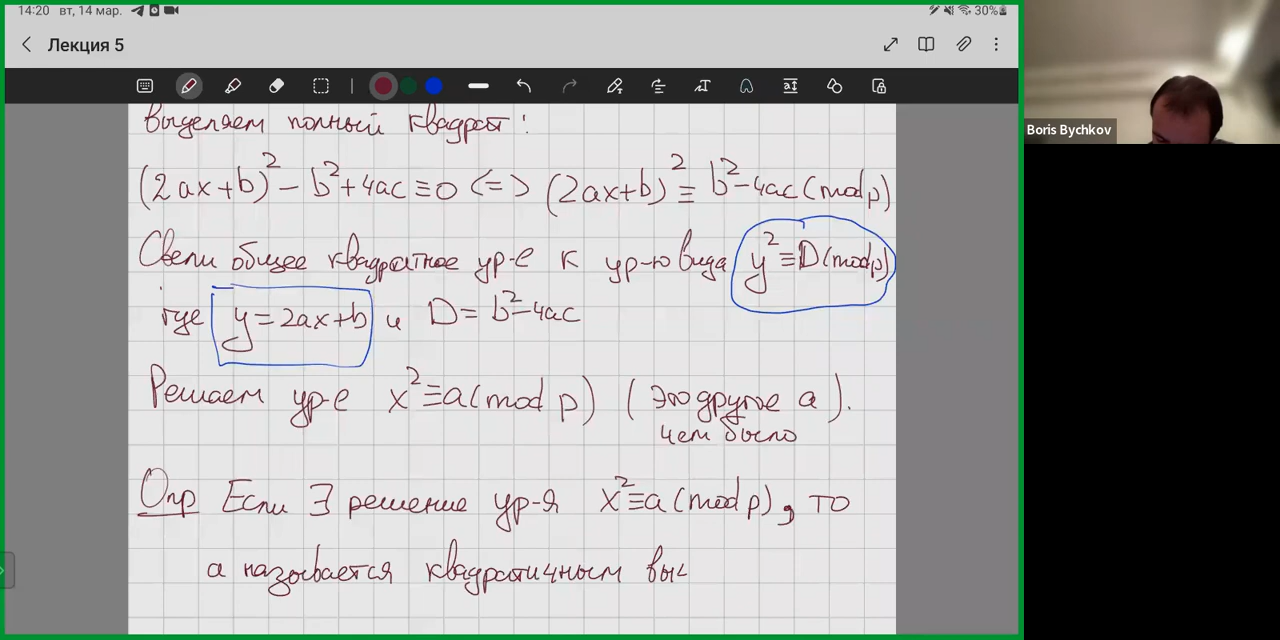 14:20 вт, 14 мар.
30%
Лекция 5
Boris Bychkov
выделяем полный квадрат:
(2ax+b)² − b² + 4ac ≡ 0 <=> (2ax+b)² ≡ b² − 4ac (mod p)
Свели общее квадратное ур-е к ур-ю вида y² ≡ D (mod p)
где y = 2ax+b и D = b² − 4ac
Решаем ур-е x² ≡ a (mod p) (это другое a).
чем было
Опр Если ∃ решение ур-я x² ≡ a (mod p), то
a называется квадратичным выч